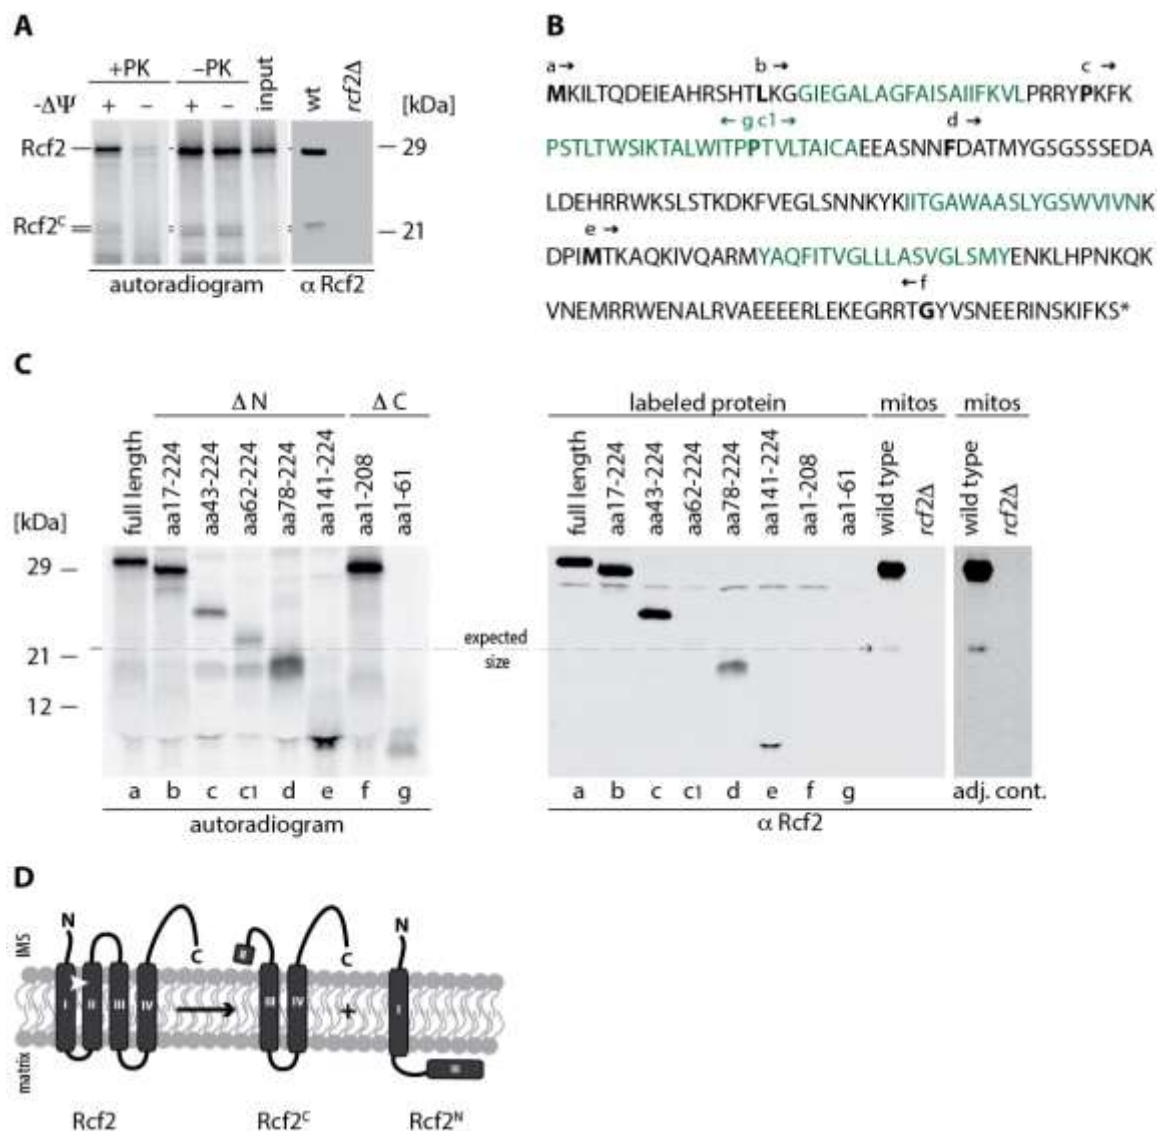 A
+PK –PK input wt rcf2Δ
-ΔΨ + – + – [kDa]
Rcf2 — 29
Rcf2ᶜ — 21
autoradiogram α Rcf2
B
a→ b → c →
MKILTQDEIEAHRSHTLKGGIEGALAGFAISAIIFKVLPRRYPKFK
← g c1→ d →
PSTLTWSIKTALWITPPTVLTAICAEEASNNFDATMYGSGSSSEDA
LDEHRRWKSLSTKDKFVEGLSNNKYKIITGAWAASLYGSWVIVNK
e →
DPIMTKAQKIVQARMYAQFITVGLLLASVGLSMYENKLHPNKQK
← f
VNEMRRWENALRVAEEEERLEKEGRRTGYVSNEERINSKIFKS*
C
Δ N Δ C
full length aa17-224 aa43-224 aa62-224 aa78-224 aa141-224 aa1-208 aa1-61
[kDa]
29 —
21 —
12 —
a b c c1 d e f g
autoradiogram
expected
size
labeled protein mitos mitos
full length aa17-224 aa43-224 aa62-224 aa78-224 aa141-224 aa1-208 aa1-61 wild type rcf2Δ wild type rcf2Δ
a b c c1 d e f g adj. cont.
α Rcf2
D
IMS
N C C N
I II III IV → II III IV + I II
matrix
Rcf2 Rcf2ᶜ Rcf2ᴺ